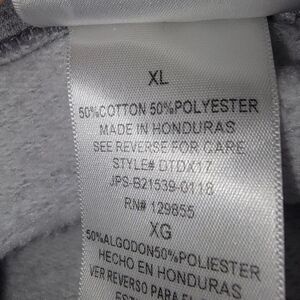 XL
50%COTTON 50%POLYESTER
MADE IN HONDURAS
SEE REVERSE FOR CARE
STYLE# DTDX17
JPS-B21539-0118
RN# 129855
XG
50%ALGODON50%POLIESTER
HECHO EN HONDURAS
VER REVERSO PARA EL